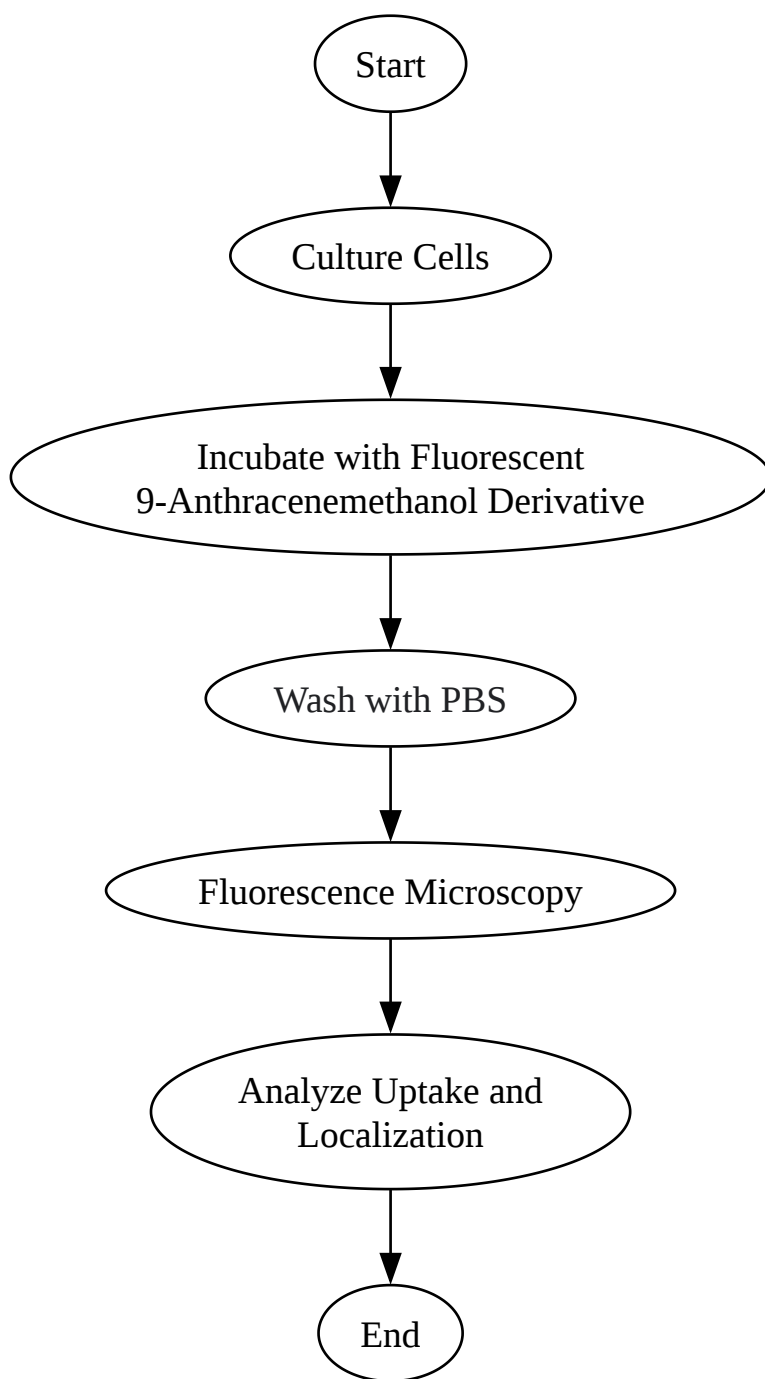 Start
Culture Cells
Incubate with Fluorescent
9-Anthracenemethanol Derivative
Wash with PBS
Fluorescence Microscopy
Analyze Uptake and
Localization
End